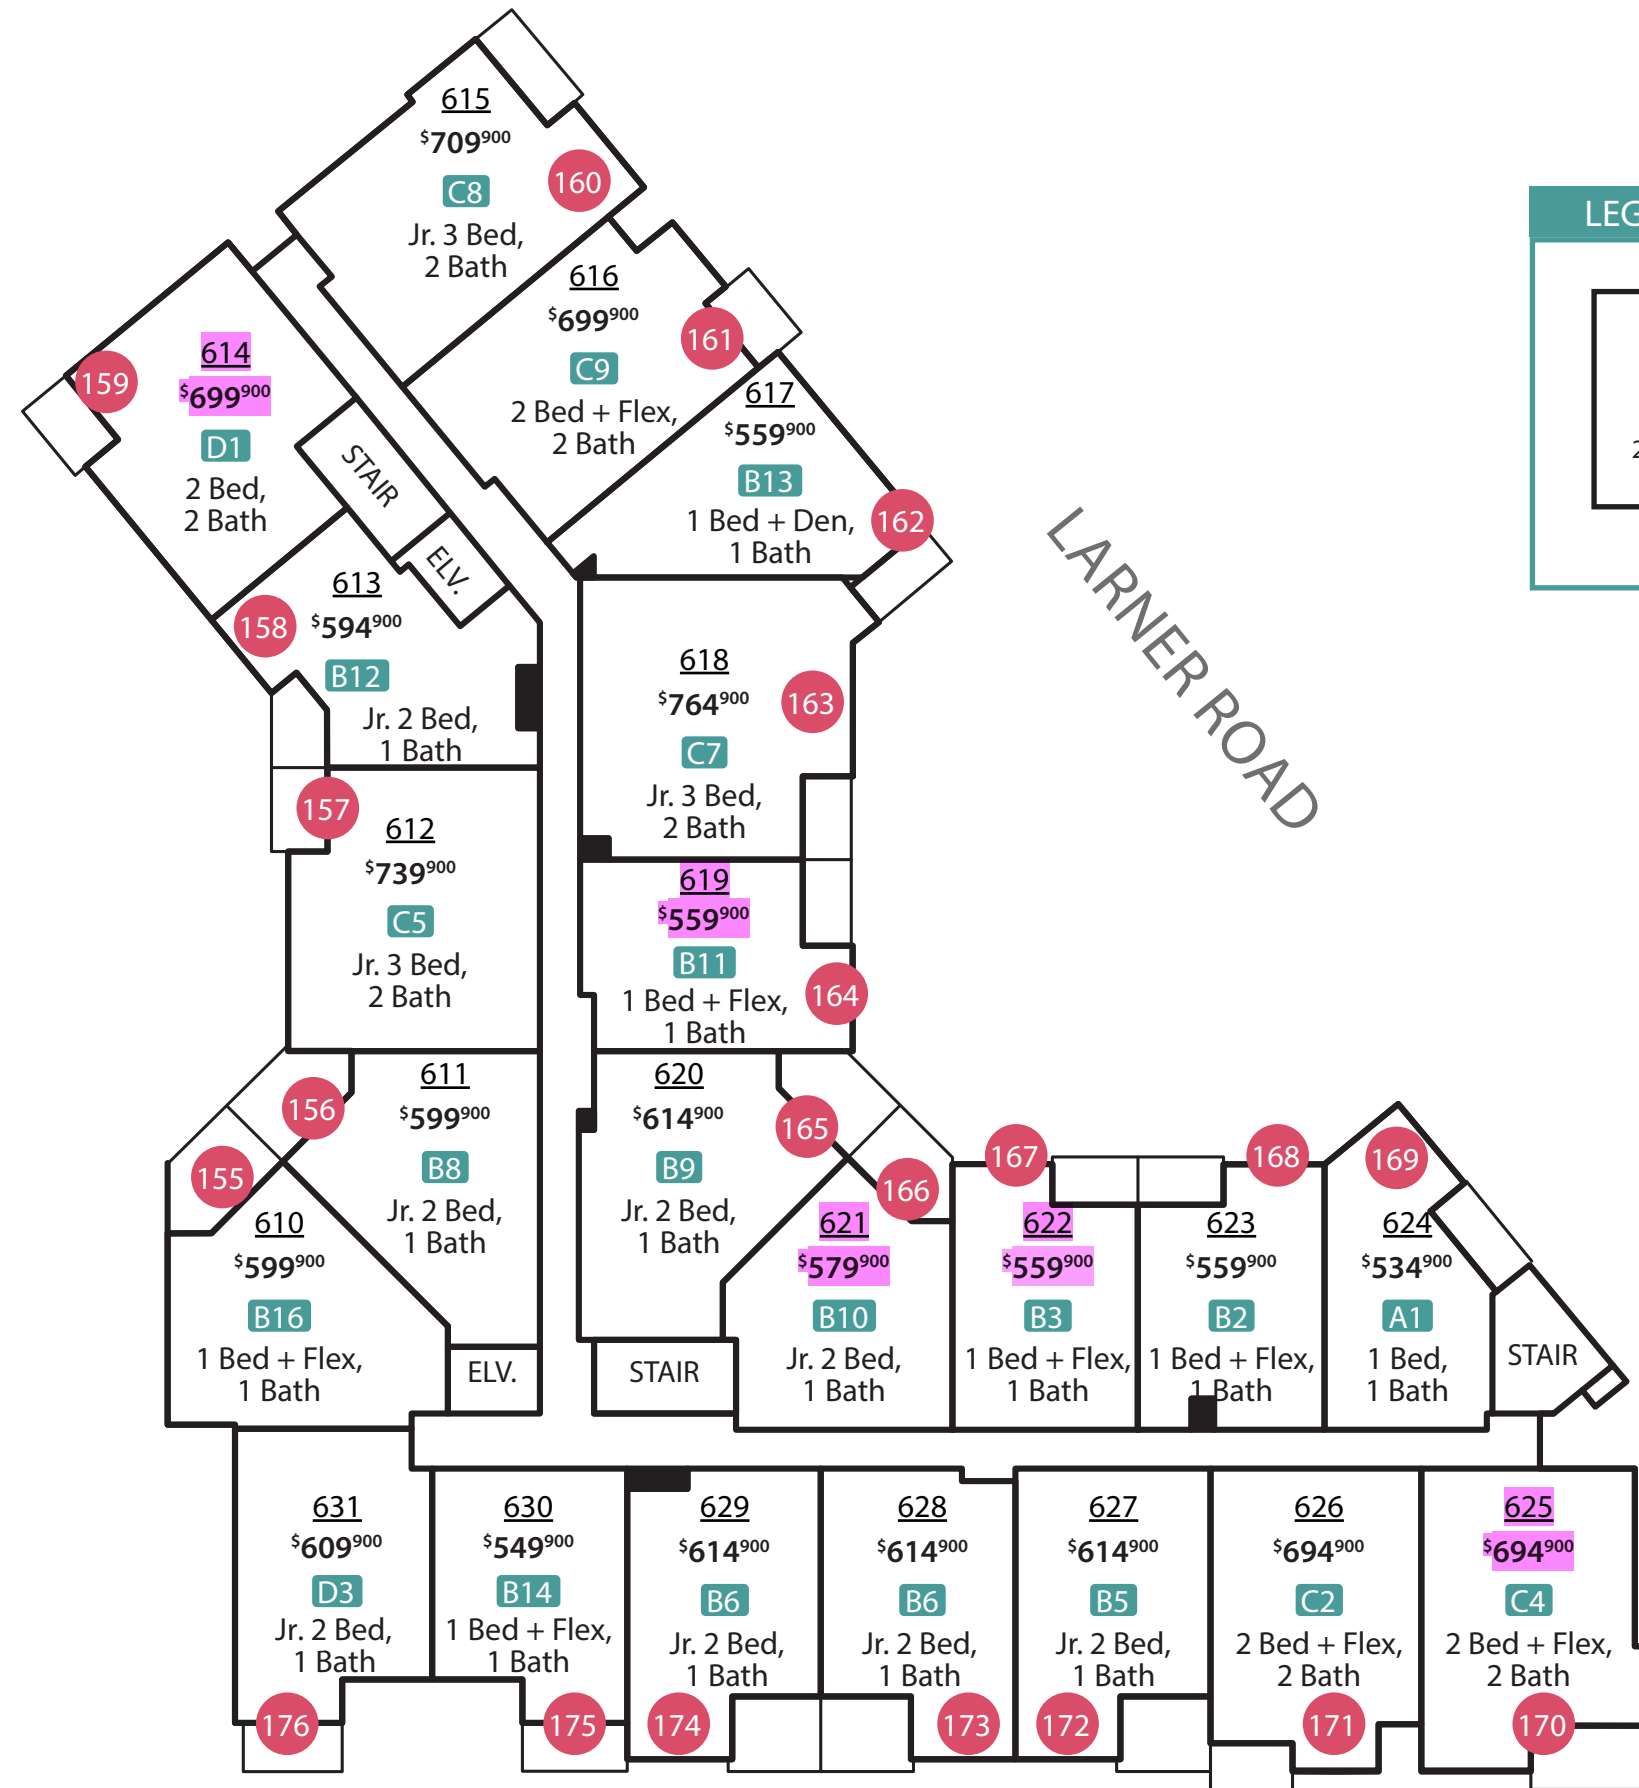 615
$709900
C8
Jr. 3 Bed,
2 Bath
160
616
$699900
C9
2 Bed + Flex,
2 Bath
161
614
$699900
D1
2 Bed,
2 Bath
159
617
$559900
B13
1 Bed + Den,
1 Bath
162
STAIR
ELV.
613
$594900
B12
Jr. 2 Bed,
1 Bath
158
618
$764900
C7
Jr. 3 Bed,
2 Bath
163
LARNER ROAD
157
612
$739900
C5
Jr. 3 Bed,
2 Bath
619
$559900
B11
1 Bed + Flex,
1 Bath
164
156
611
$599900
B8
Jr. 2 Bed,
1 Bath
620
$614900
B9
Jr. 2 Bed,
1 Bath
165
155
610
$599900
B16
1 Bed + Flex,
1 Bath
ELV.
STAIR
166
621
$579900
B10
Jr. 2 Bed,
1 Bath
167
622
$559900
B3
1 Bed + Flex,
1 Bath
168
623
$559900
B2
1 Bed + Flex,
1 Bath
169
624
$534900
A1
1 Bed,
1 Bath
STAIR
631
$609900
D3
Jr. 2 Bed,
1 Bath
176
630
$549900
B14
1 Bed + Flex,
1 Bath
175
629
$614900
B6
Jr. 2 Bed,
1 Bath
174
628
$614900
B6
Jr. 2 Bed,
1 Bath
173
627
$614900
B5
Jr. 2 Bed,
1 Bath
172
626
$694900
C2
2 Bed + Flex,
2 Bath
171
625
$694900
C4
2 Bed + Flex,
2 Bath
170